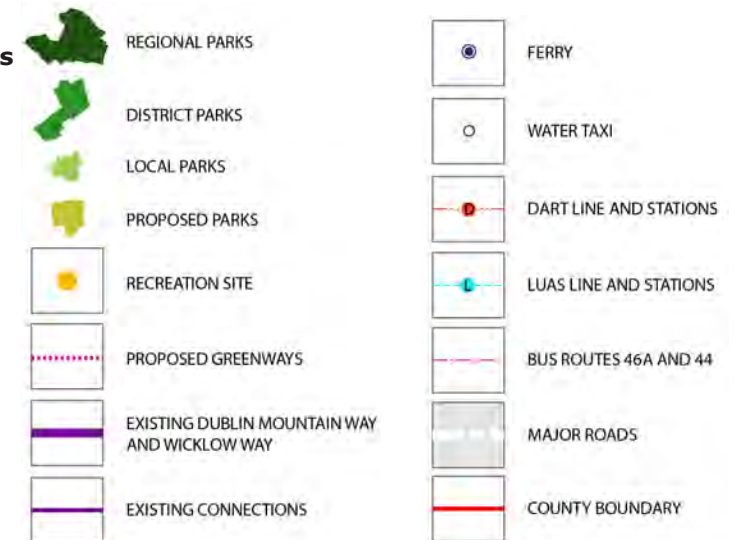 s
REGIONAL PARKS
DISTRICT PARKS
LOCAL PARKS
PROPOSED PARKS
RECREATION SITE
PROPOSED GREENWAYS
EXISTING DUBLIN MOUNTAIN WAY
AND WICKLOW WAY
EXISTING CONNECTIONS
FERRY
WATER TAXI
D
DART LINE AND STATIONS
L
LUAS LINE AND STATIONS
BUS ROUTES 46A AND 44
MAJOR ROADS
COUNTY BOUNDARY